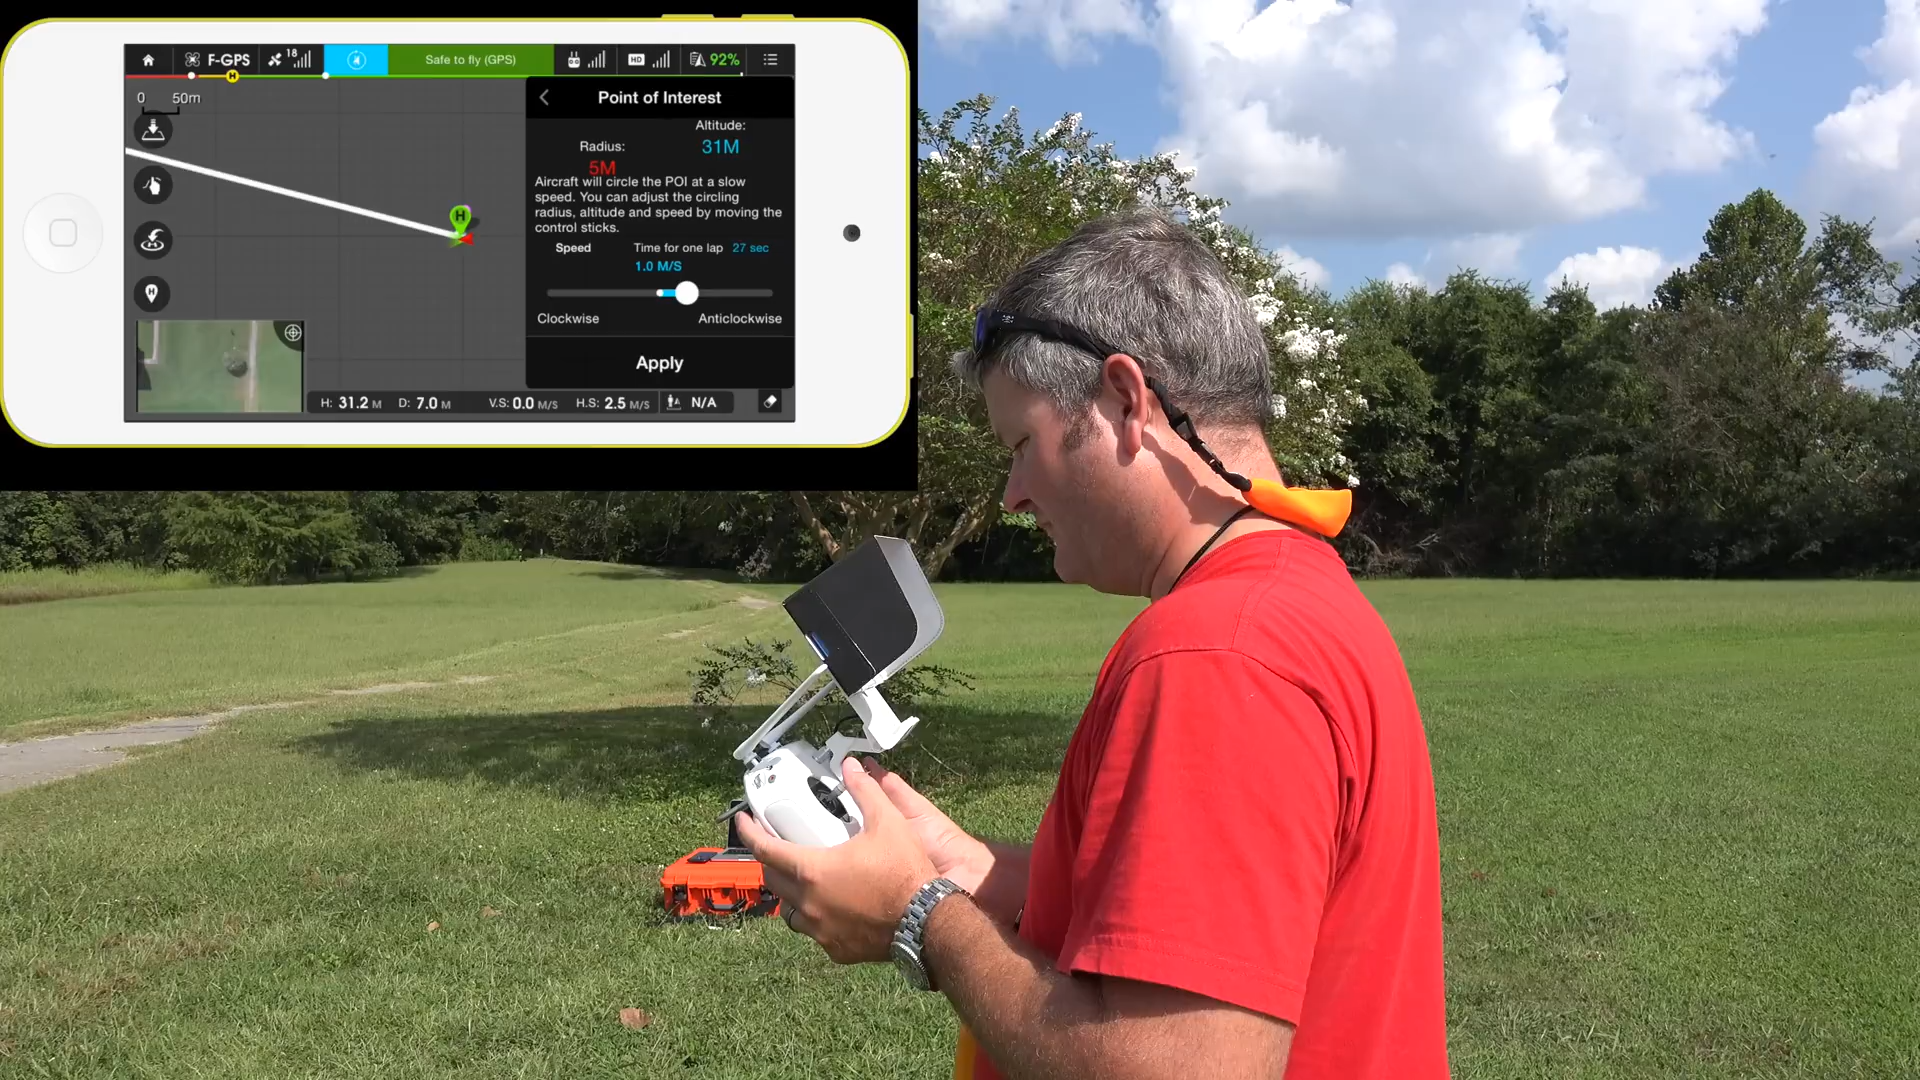 F-GPS 18 Safe to fly (GPS) HD 92%
0 50m
Point of Interest
Altitude:
31M
Radius:
5M
Aircraft will circle the POI at a slow
speed. You can adjust the circling
radius, altitude and speed by moving the
control sticks.
Speed Time for one lap 27 sec
1.0 M/S
Clockwise Anticlockwise
Apply
H
H
H
H: 31.2 M D: 7.0 M V.S: 0.0 M/S H.S: 2.5 M/S N/A